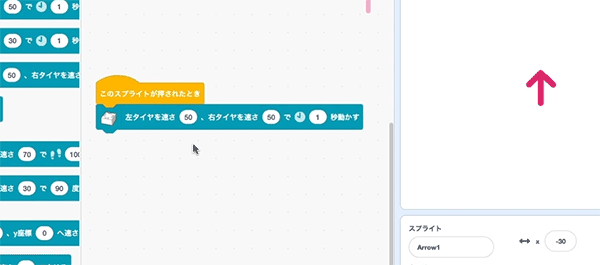 50 で 1 秒
30 で 1 秒
50 、右タイヤを速さ
速さ 70 で 100
速さ 30 で 90 度
、y座標 0 へ速さ
このスプライトが押されたとき
左タイヤを速さ 50 、右タイヤを速さ 50 で 1 秒動かす
スプライト
Arrow1
x -30